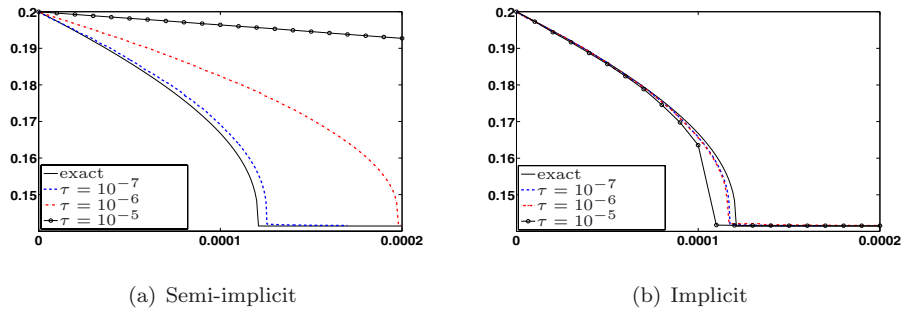 0.2
0.19
0.18
0.17
0.16
0.15
0
0.0001
0.0002
exact
τ = 10⁻⁷
τ = 10⁻⁶
τ = 10⁻⁵
(a) Semi-implicit
0.2
0.19
0.18
0.17
0.16
0.15
0
0.0001
0.0002
exact
τ = 10⁻⁷
τ = 10⁻⁶
τ = 10⁻⁵
(b) Implicit